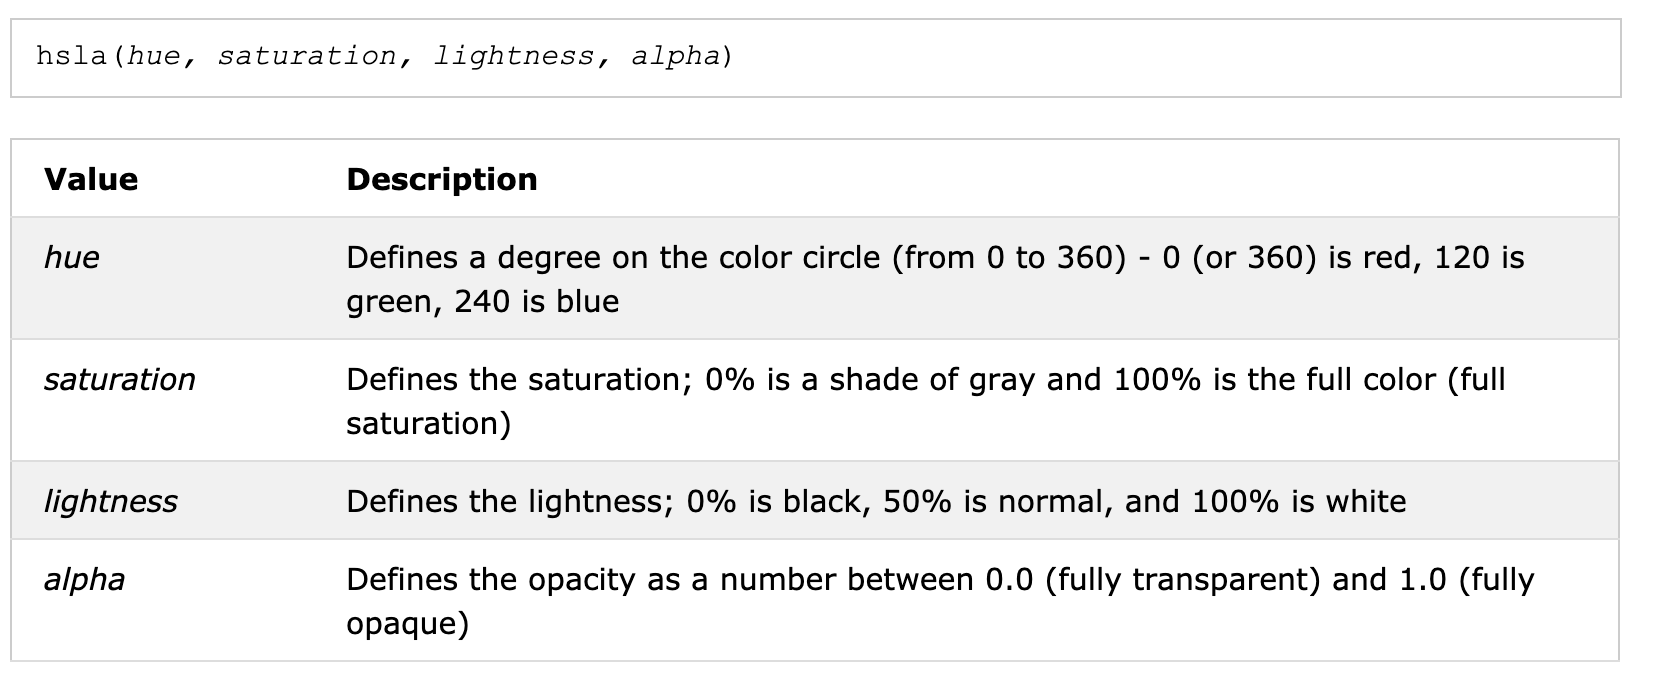 hsla(hue, saturation, lightness, alpha)
Value Description
hue Defines a degree on the color circle (from 0 to 360) - 0 (or 360) is red, 120 is
green, 240 is blue
saturation Defines the saturation; 0% is a shade of gray and 100% is the full color (full
saturation)
lightness Defines the lightness; 0% is black, 50% is normal, and 100% is white
alpha Defines the opacity as a number between 0.0 (fully transparent) and 1.0 (fully
opaque)